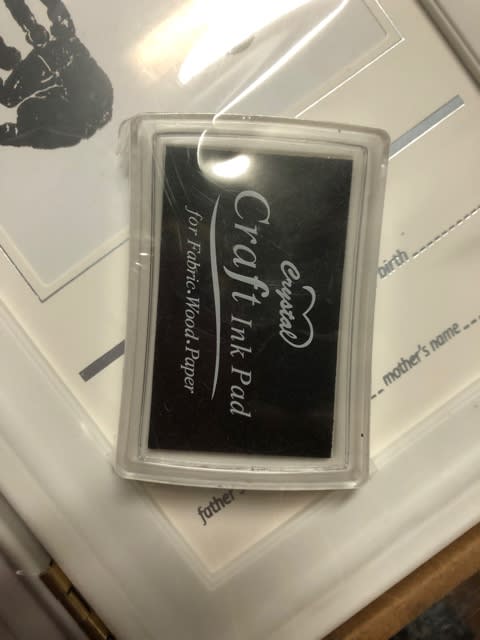 Crystal
Craft Ink Pad
for Fabric.Wood.Paper
birth
mother's name
father